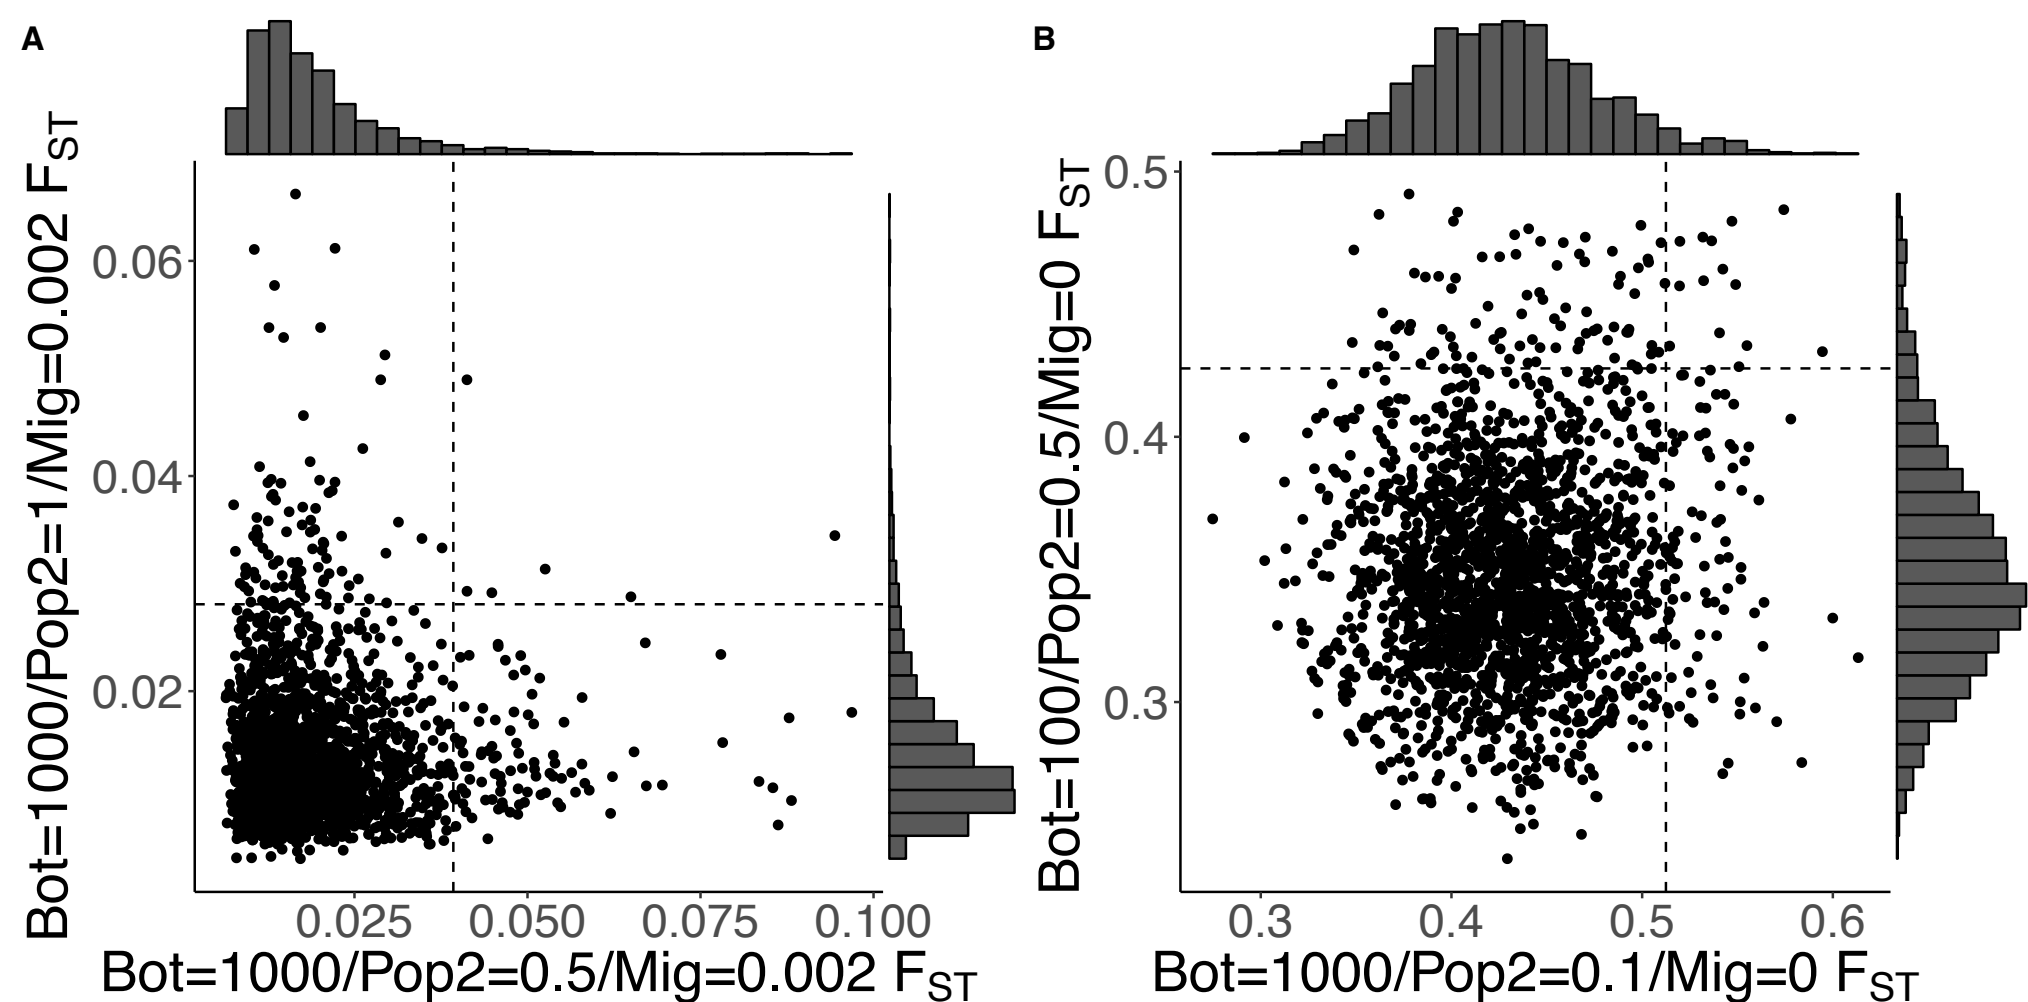 A
Bot=1000/Pop2=1/Mig=0.002 FST
0.06
0.04
0.02
0.025 0.050 0.075 0.100
Bot=1000/Pop2=0.5/Mig=0.002 FST
B
Bot=100/Pop2=0.5/Mig=0 FST
0.5
0.4
0.3
0.3 0.4 0.5 0.6
Bot=1000/Pop2=0.1/Mig=0 FST